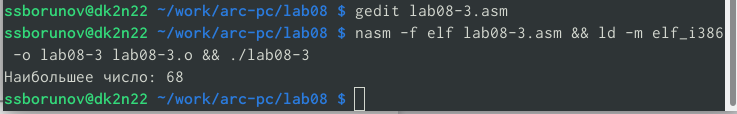 ssborunov@dk2n22 ~/work/arc-pc/lab08 $ gedit lab08-3.asm
ssborunov@dk2n22 ~/work/arc-pc/lab08 $ nasm -f elf lab08-3.asm && ld -m elf_i386
 -o lab08-3 lab08-3.o && ./lab08-3
Наибольшее число: 68
ssborunov@dk2n22 ~/work/arc-pc/lab08 $